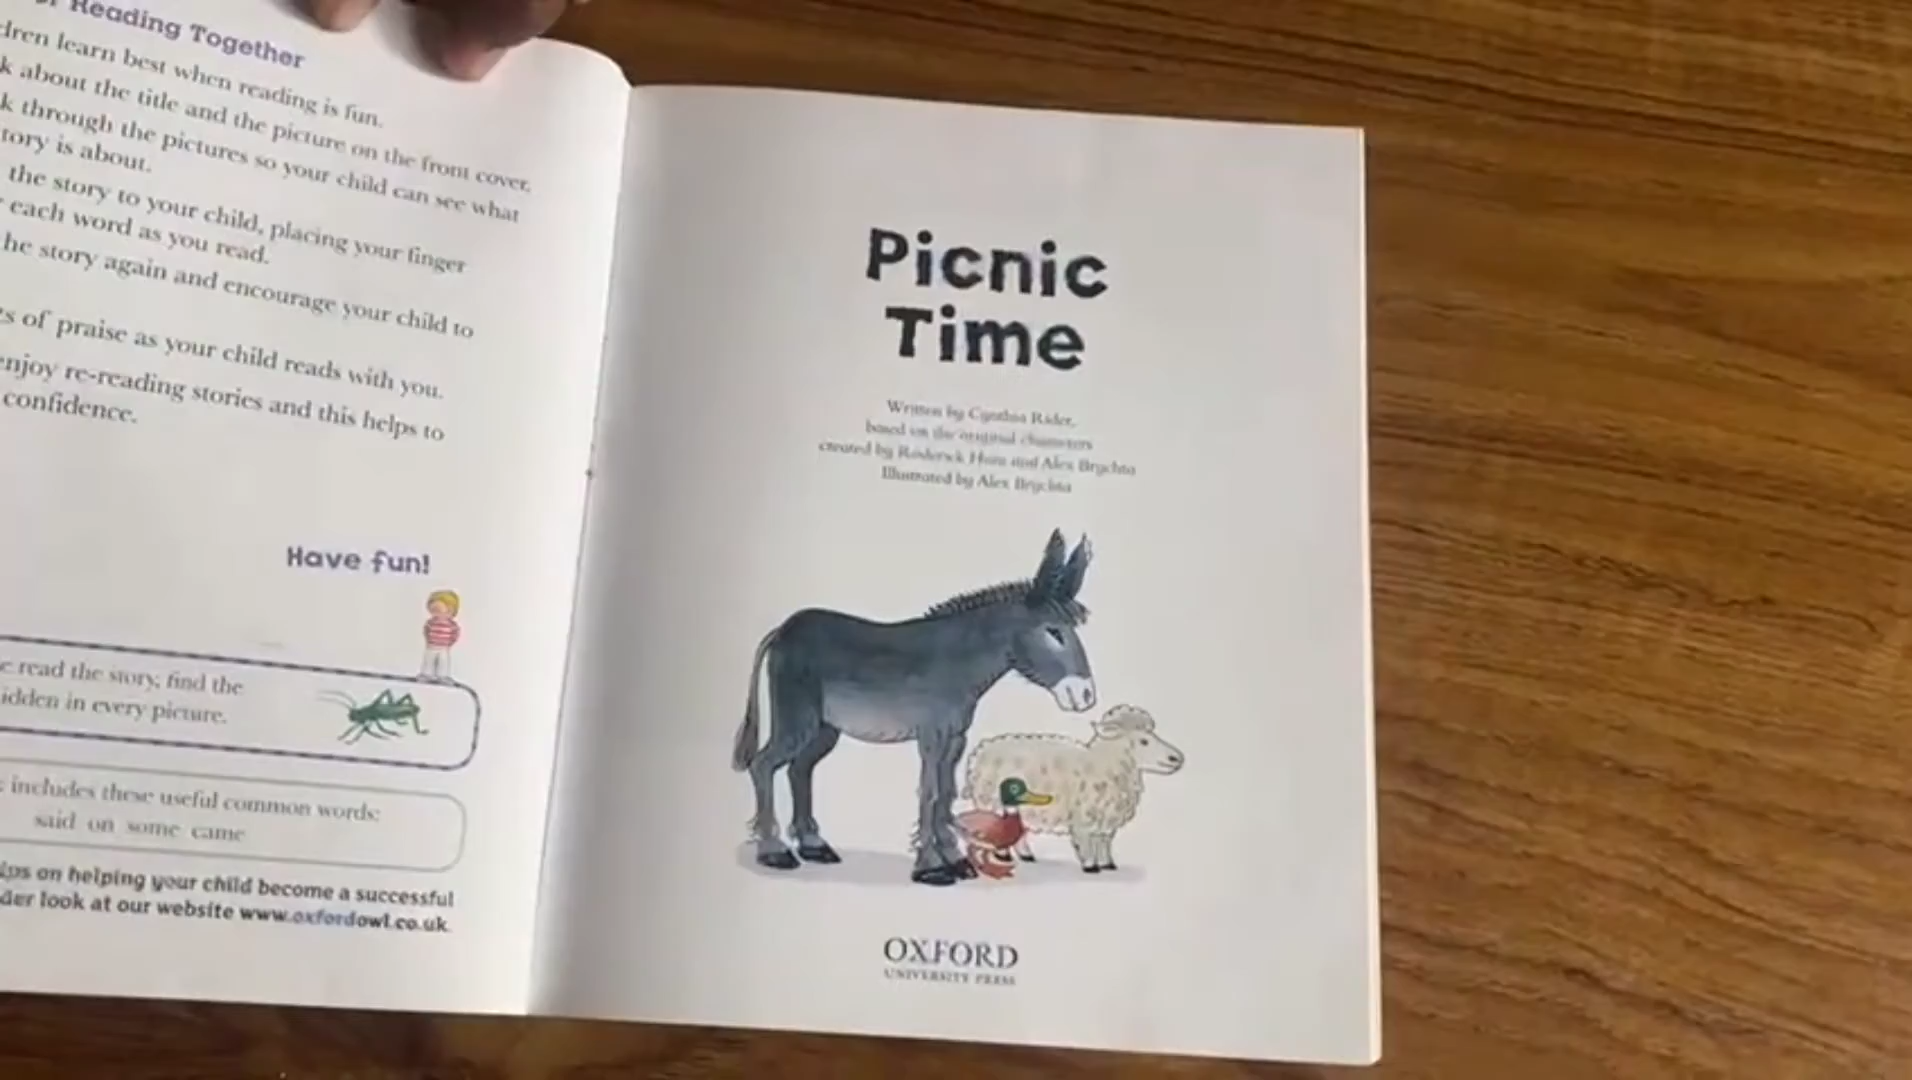 Reading Together
dren learn best when reading is fun.
k about the title and the picture on the front cover.
k through the pictures so your child can see what
tory is about.
the story to your child, placing your finger
each word as you read.
he story again and encourage your child to
s of praise as your child reads with you.
enjoy re-reading stories and this helps to
confidence.
Have fun!
read the story, find the
idden in every picture.
includes these useful common words:
said on some came
ips on helping your child become a successful
der look at our website www.oxfordowl.co.uk.
Picnic
Time
Written by Cynthia Rider,
based on the original characters
created by Roderick Hunt and Alex Brychta
Illustrated by Alex Brychta
OXFORD
UNIVERSITY PRESS